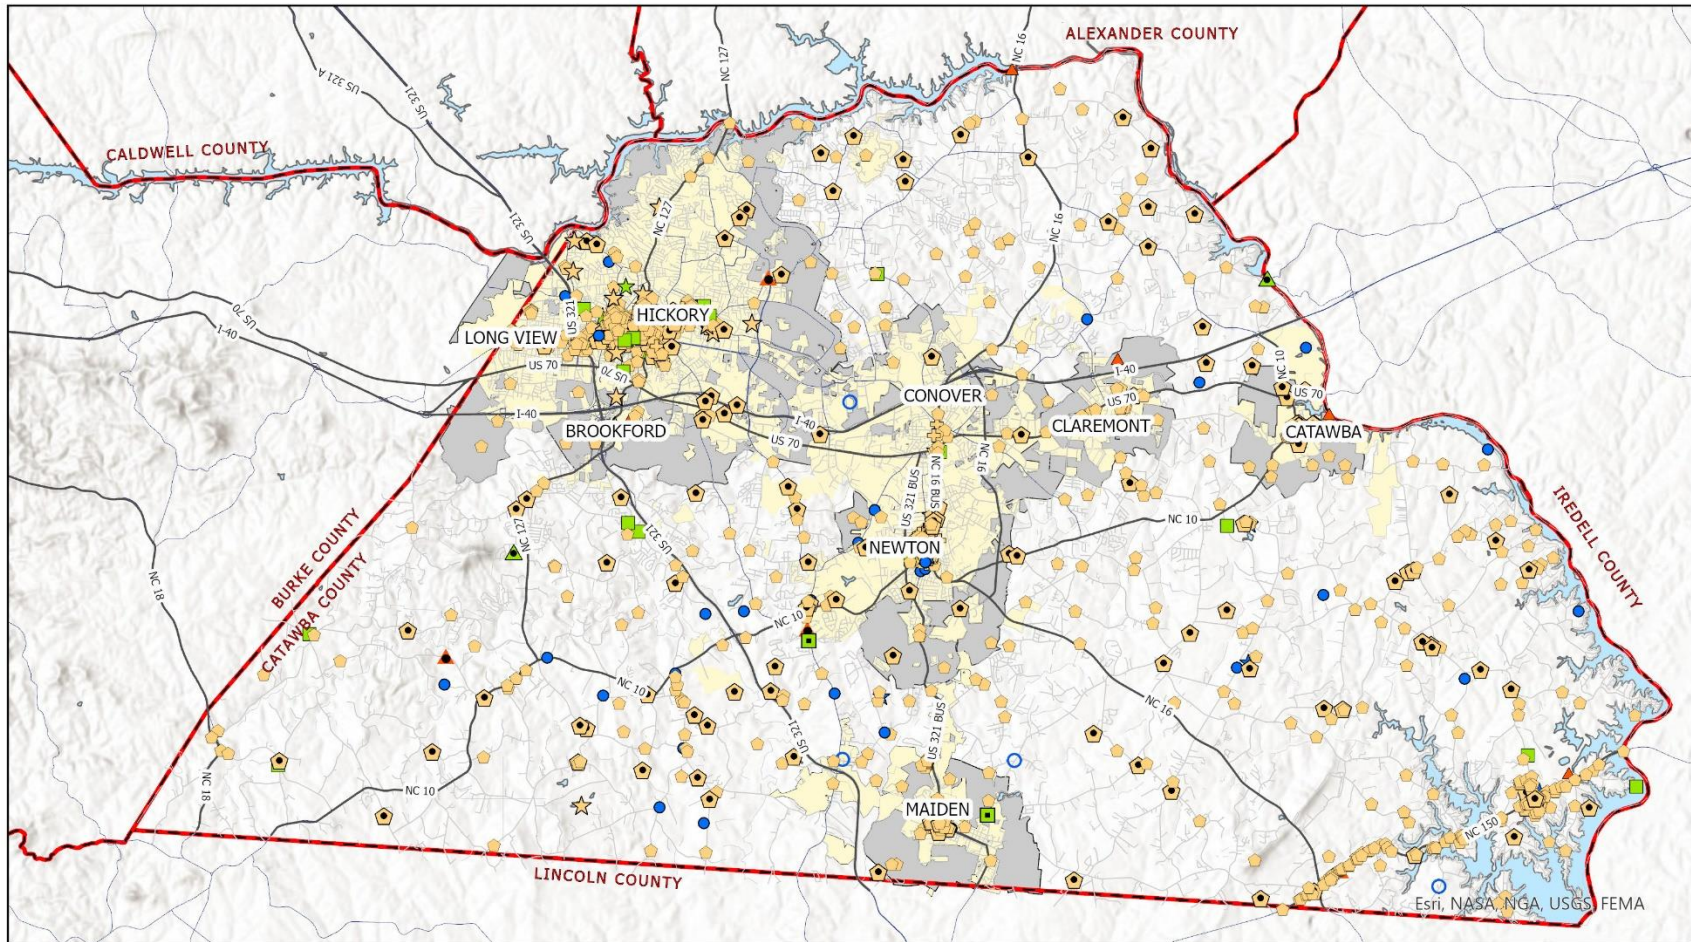 ALEXANDER COUNTY
NC 16
NC 127
US 321 A
US 321
CALDWELL COUNTY
US 321
NC 127
NC 16
US 70
I-40
HICKORY
US 321
LONG VIEW
US 70
US 70
I-40
NC 10
US 70
US 70
CONOVER
I-40
I-40
BROOKFORD
US 70
CLAREMONT
CATAWBA
NC 16
NC 16 BUS
US 321 BUS
NC 10
IREDELL COUNTY
NC 127
US 321
NEWTON
BURKE COUNTY
CATAWBA COUNTY
NC 18
NC 10
NC 10
NC 16
US 321
US 321 BUS
NC 18
NC 10
MAIDEN
NC 150
LINCOLN COUNTY
Esri, NASA, NGA, USGS, FEMA